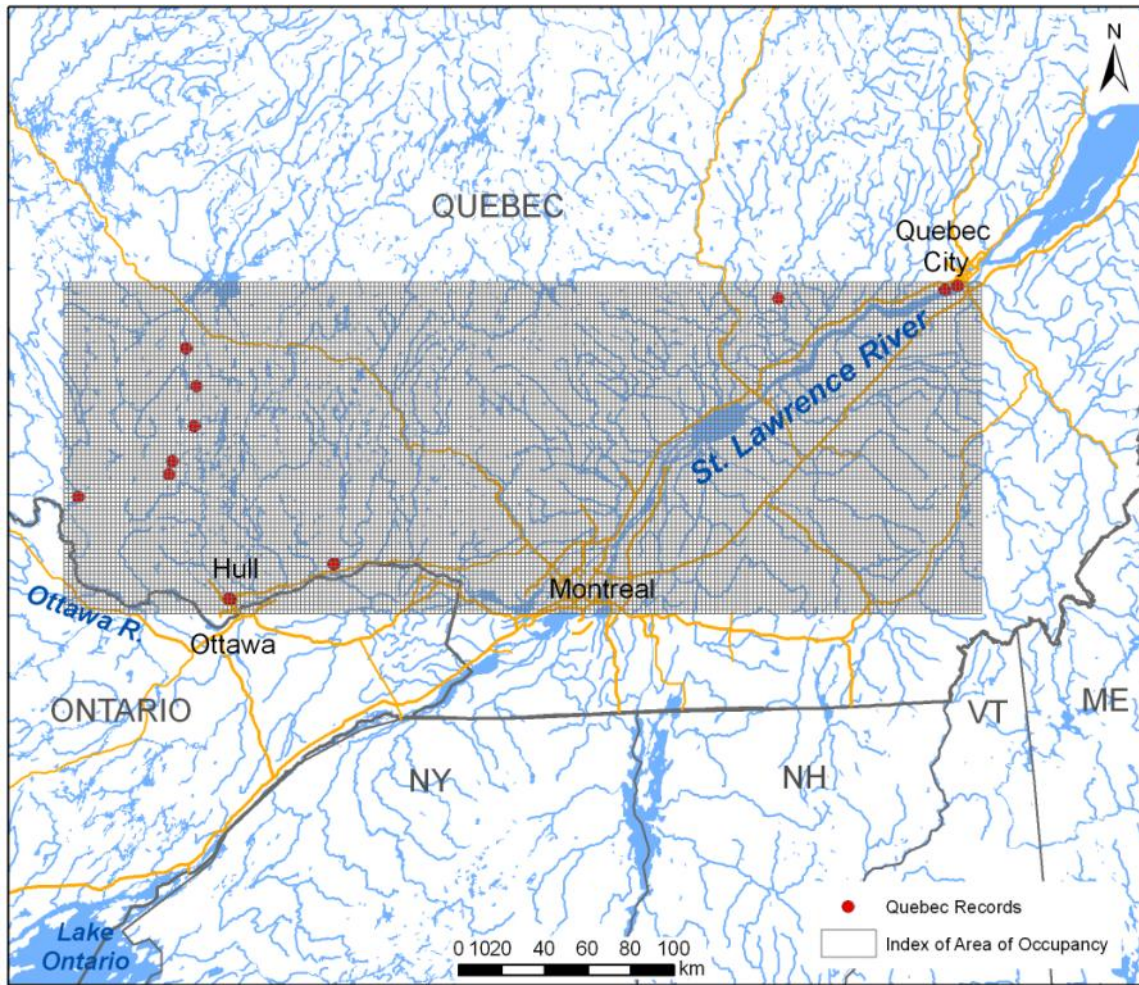 N
QUEBEC
Quebec
City
St. Lawrence River
Hull
Montreal
Ottawa R.
Ottawa
ONTARIO
VT
ME
NY
NH
Quebec Records
Index of Area of Occupancy
Lake
Ontario
0 1020 40 60 80 100
km